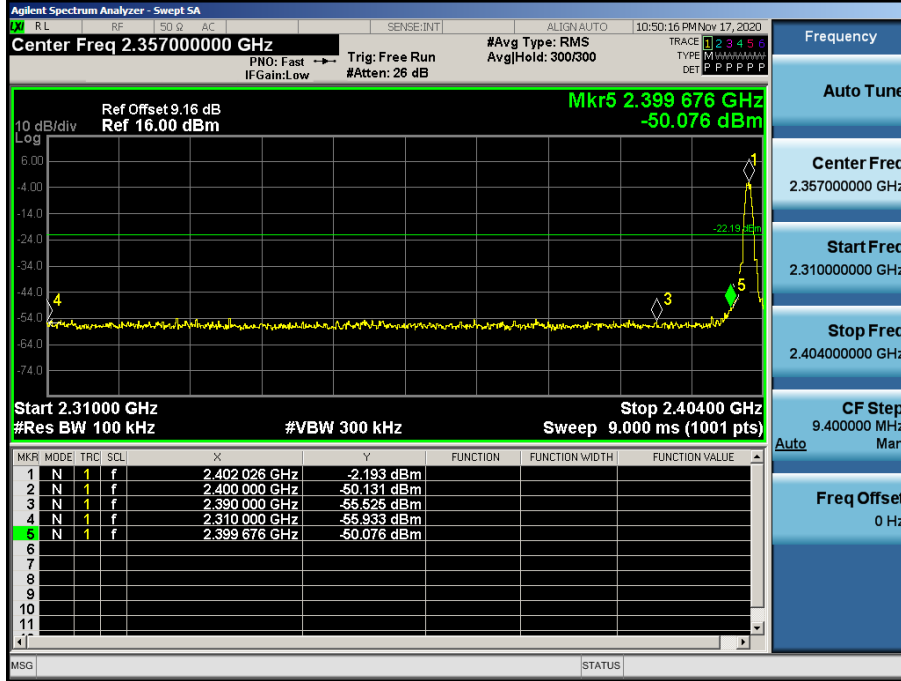 Agilent Spectrum Analyzer - Swept SA
LXI RL RF 50 Ω AC SENSE:INT ALIGN AUTO 10:50:16 PM Nov 17, 2020
Center Freq 2.357000000 GHz
PNO: Fast
IFGain:Low
Trig: Free Run
#Atten: 26 dB
#Avg Type: RMS
Avg|Hold: 300/300
TRACE 1 2 3 4 5 6
TYPE M
DET P P P P P P
Ref Offset 9.16 dB
Ref 16.00 dBm
10 dB/div
Log
Mkr5 2.399 676 GHz
-50.076 dBm
6.00
-4.00
-14.0
-24.0
-34.0
-44.0
-54.0
-64.0
-74.0
1
-22.19 dBm
5
4
3
Start 2.31000 GHz
Stop 2.40400 GHz
#Res BW 100 kHz #VBW 300 kHz Sweep 9.000 ms (1001 pts)
MKR MODE TRC SCL X Y FUNCTION FUNCTION WIDTH FUNCTION VALUE
1 N 1 f 2.402 026 GHz -2.193 dBm
2 N 1 f 2.400 000 GHz -50.131 dBm
3 N 1 f 2.390 000 GHz -55.525 dBm
4 N 1 f 2.310 000 GHz -55.933 dBm
5 N 1 f 2.399 676 GHz -50.076 dBm
6
7
8
9
10
11
MSG STATUS
Frequency
Auto Tune
Center Freq
2.357000000 GHz
Start Freq
2.310000000 GHz
Stop Freq
2.404000000 GHz
CF Step
9.400000 MHz
Auto Man
Freq Offset
0 Hz